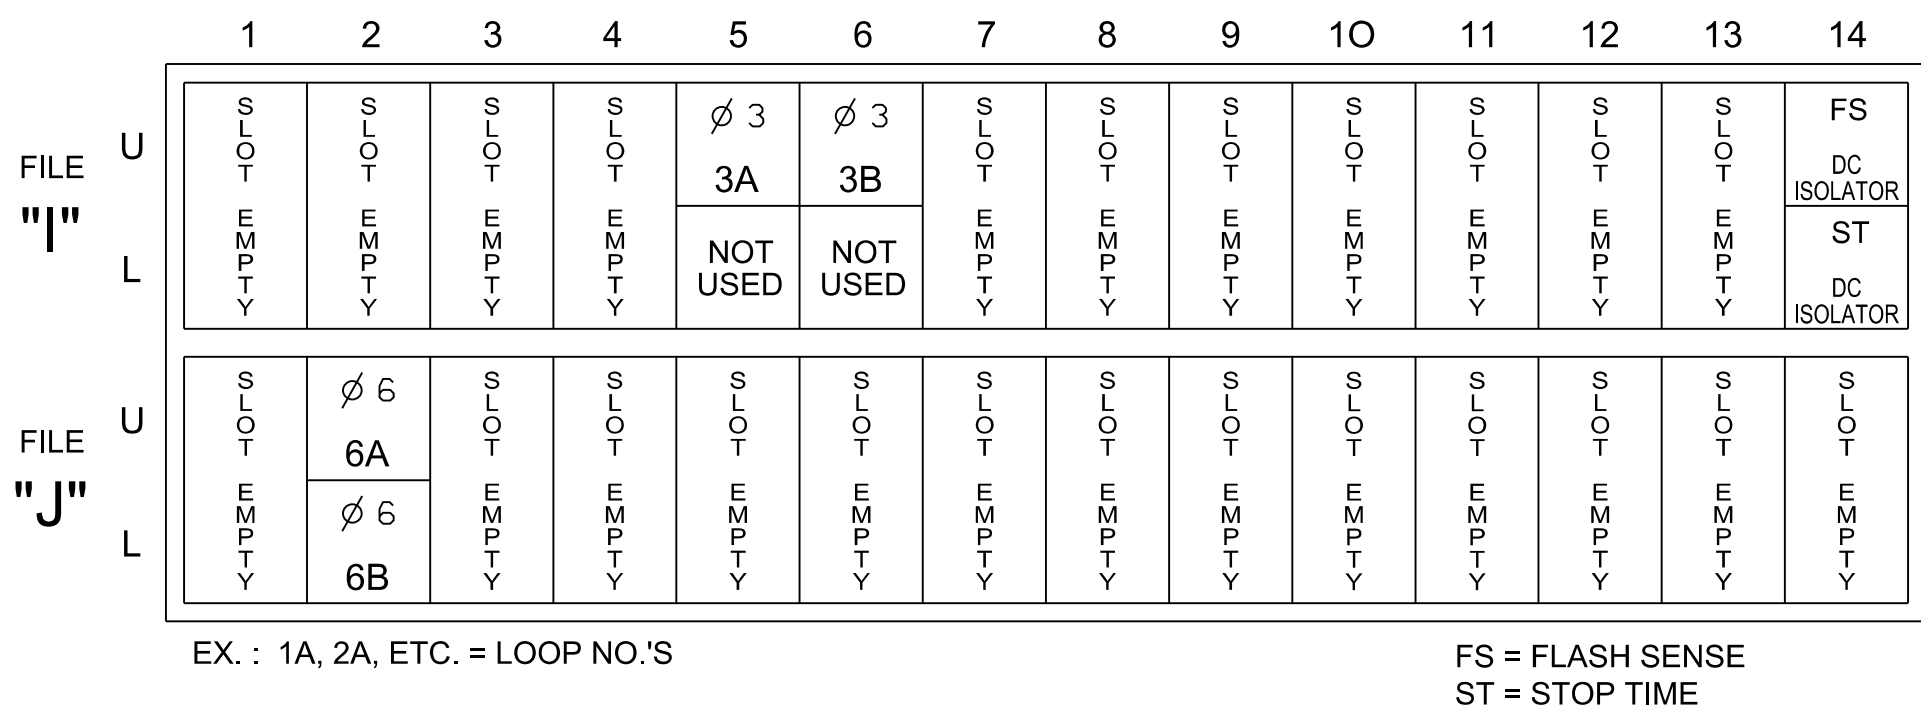 1 2 3 4 5 6 7 8 9 1O 11 12 13 14
FILE
"I"
U
L
SLOT EMPTY
SLOT EMPTY
SLOT EMPTY
SLOT EMPTY
ø 3
3A
NOT
USED
ø 3
3B
NOT
USED
SLOT EMPTY
SLOT EMPTY
SLOT EMPTY
SLOT EMPTY
SLOT EMPTY
SLOT EMPTY
SLOT EMPTY
FS
DC
ISOLATOR
ST
DC
ISOLATOR
FILE
"J"
U
L
SLOT EMPTY
ø 6
6A
ø 6
6B
SLOT EMPTY
SLOT EMPTY
SLOT EMPTY
SLOT EMPTY
SLOT EMPTY
SLOT EMPTY
SLOT EMPTY
SLOT EMPTY
SLOT EMPTY
SLOT EMPTY
SLOT EMPTY
SLOT EMPTY
EX. : 1A, 2A, ETC. = LOOP NO.'S
FS = FLASH SENSE
ST = STOP TIME